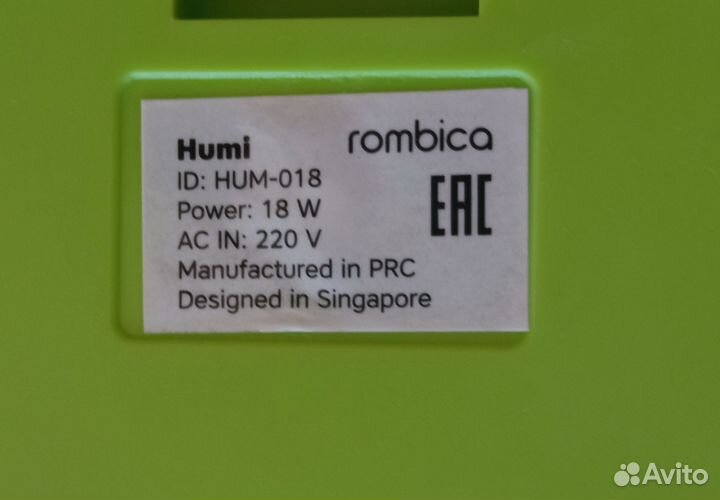 Humi
rombica
ID: HUM-018
Power: 18 W
AC IN: 220 V
EAC
Manufactured in PRC
Designed in Singapore
Avito